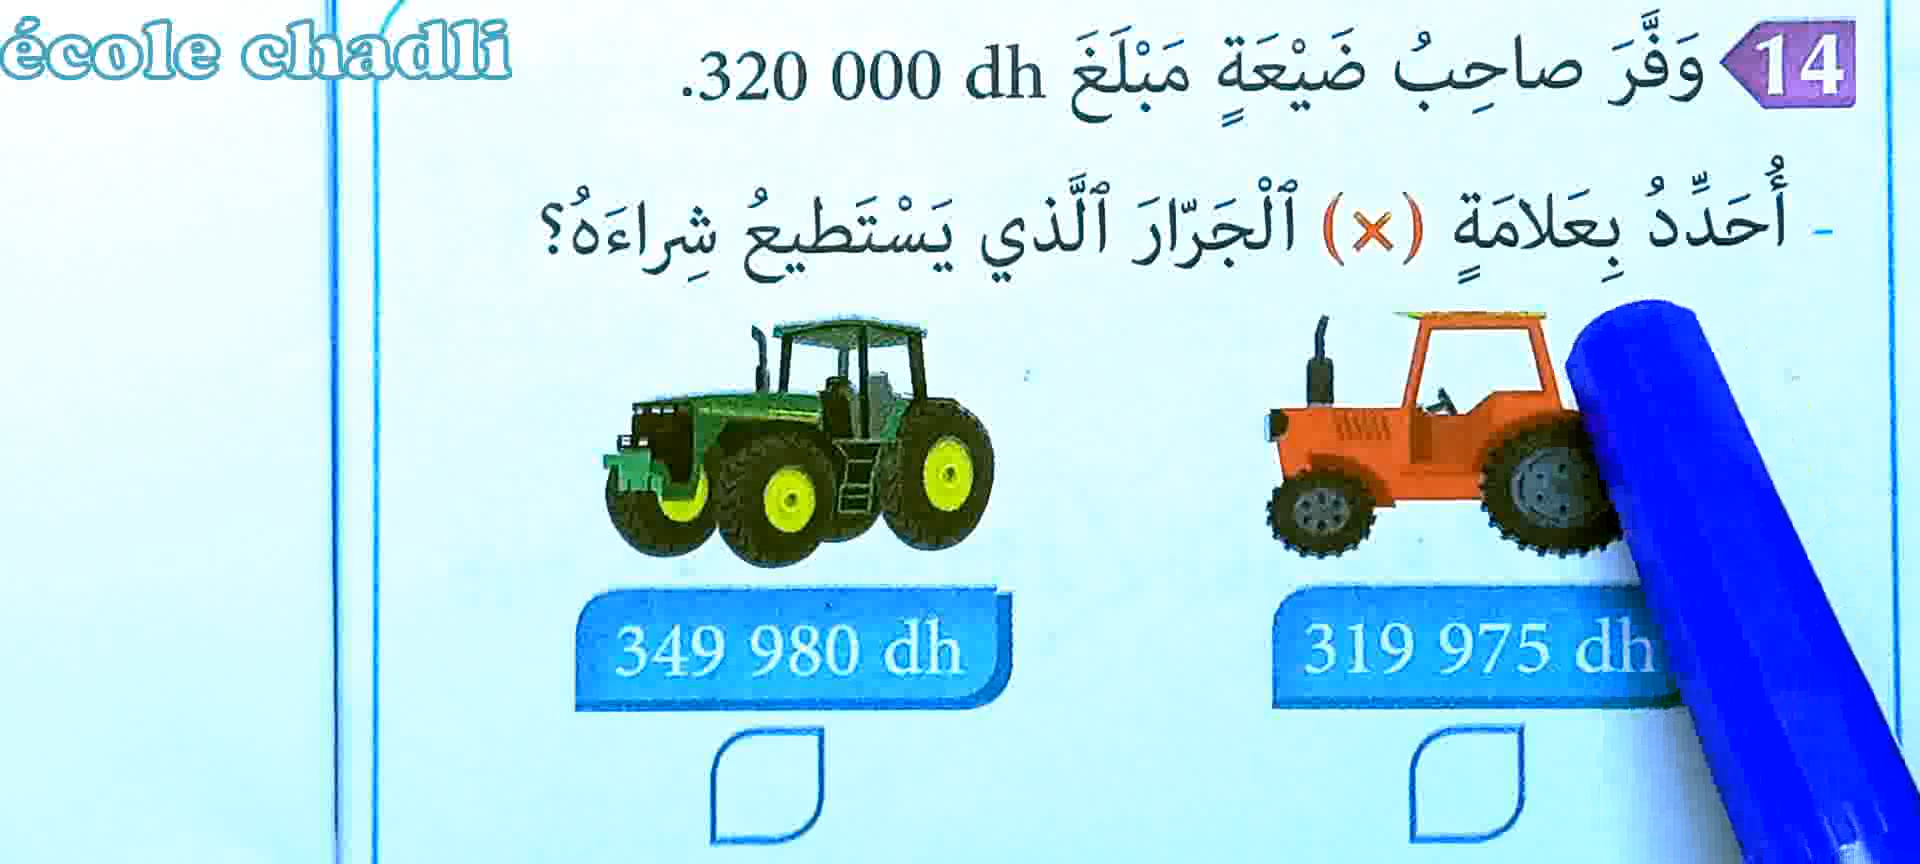 école chadli
14 وَفَّرَ صاحِبُ ضَيْعَةٍ مَبْلَغَ 320 000 dh.
- أُحَدِّدُ بِعَلامَةٍ (×) ٱلْجَرّارَ ٱلَّذي يَسْتَطيعُ شِراءَهُ؟
319 975 dh
349 980 dh